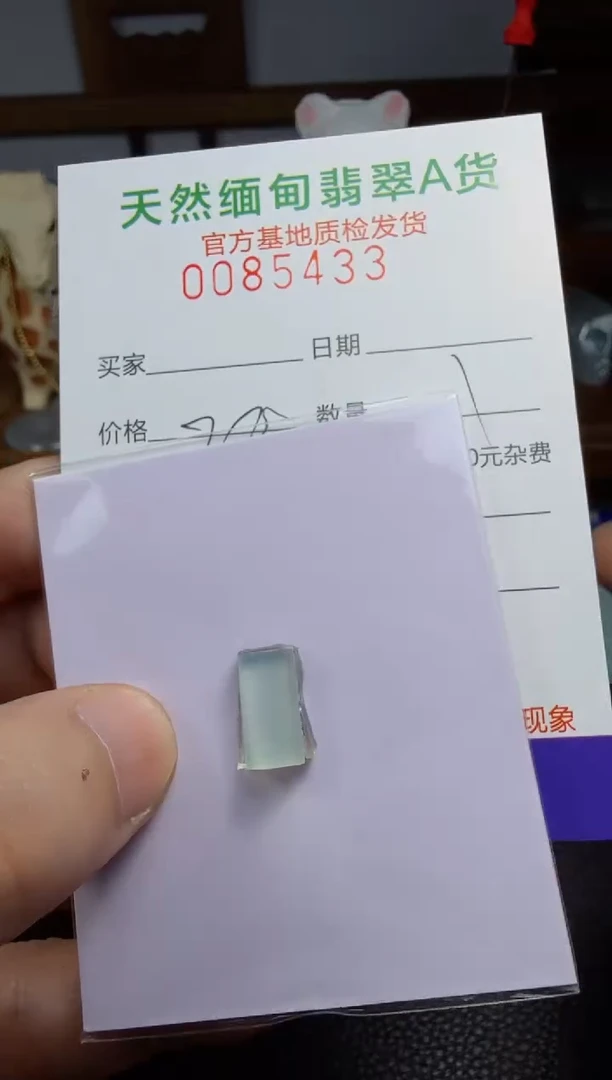 天然缅甸翡翠A货
官方基地质检发货
0085433
买家 日期
价格 数量
0元杂费
现象